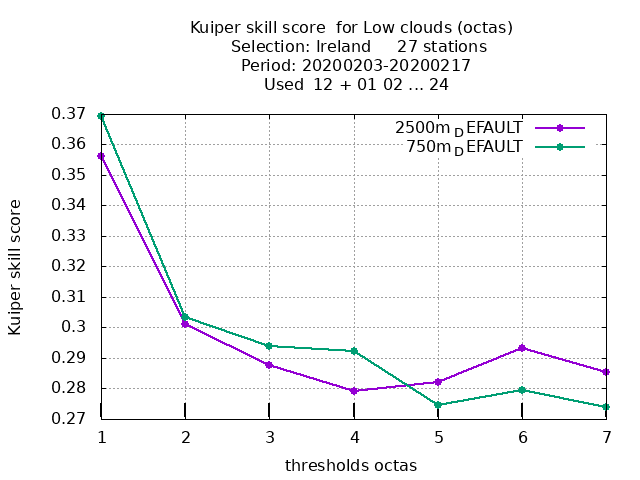 Kuiper skill score  for Low clouds (octas)
Selection: Ireland     27 stations
Period: 20200203-20200217
Used  12 + 01 02 ... 24
2500m_DEFAULT
750m_DEFAULT
Kuiper skill score
0.37
0.36
0.35
0.34
0.33
0.32
0.31
0.3
0.29
0.28
0.27
1 2 3 4 5 6 7
thresholds octas